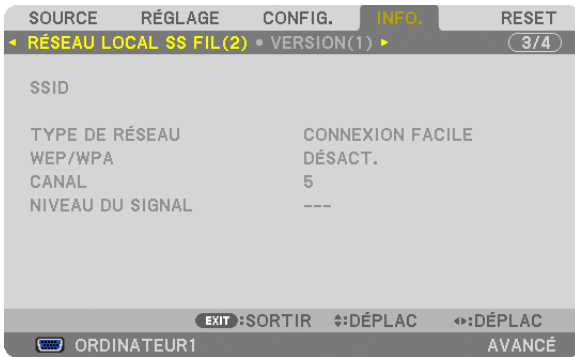 SOURCE RÉGLAGE CONFIG. INFO. RESET
RÉSEAU LOCAL SS FIL(2) • VERSION(1) 3/4
SSID
TYPE DE RÉSEAU CONNEXION FACILE
WEP/WPA DÉSACT.
CANAL 5
NIVEAU DU SIGNAL ---
EXIT :SORTIR :DÉPLAC :DÉPLAC
ORDINATEUR1 AVANCÉ